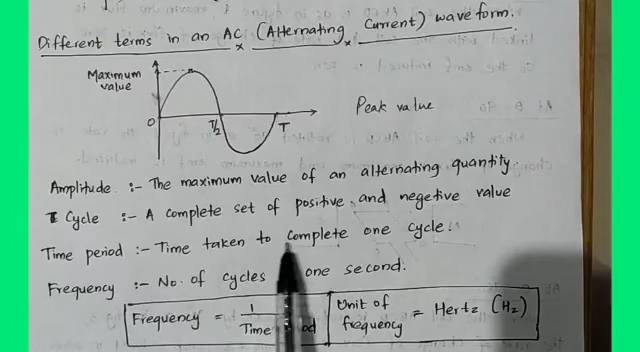 Different terms in an AC (Alternating Current) waveform.
Maximum value
0 T/2 T
Peak value
Amplitude :- The maximum value of an alternating quantity.
Cycle :- A complete set of positive and negetive value
Time period :- Time taken to complete one cycle.
Frequency :- No. of cycles one second.
Frequency = 1 / Time
Unit of frequency = Hertz (Hz)